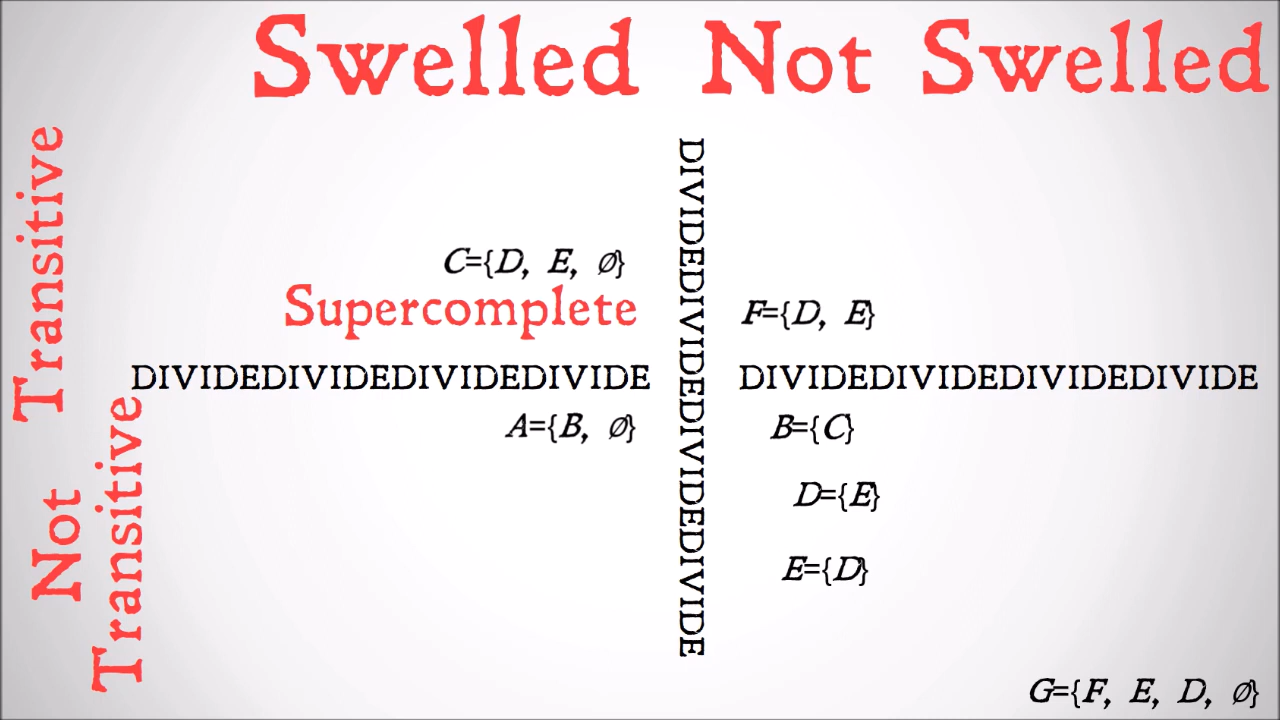 Swelled Not Swelled
Transitive
Not Transitive
DIVIDEDIVIDEDIVIDEDIVIDE
C={D, E, ∅}
Supercomplete
F={D, E}
DIVIDEDIVIDEDIVIDEDIVIDE
DIVIDEDIVIDEDIVIDEDIVIDE
A={B, ∅}
B={C}
D={E}
E={D}
G={F, E, D, ∅}